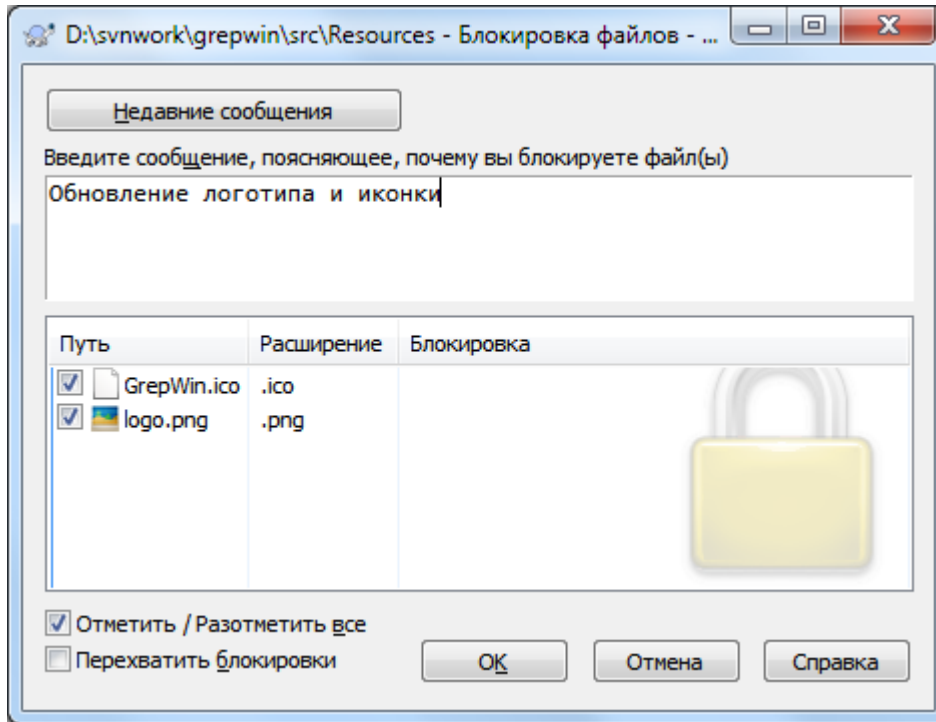 D:\svnwork\grepwin\src\Resources - Блокировка файлов - ...
Недавние сообщения
Введите сообщение, поясняющее, почему вы блокируете файл(ы)
Обновление логотипа и иконки
Путь Расширение Блокировка
GrepWin.ico .ico
logo.png .png
Отметить / Разотметить все
Перехватить блокировки
OK Отмена Справка